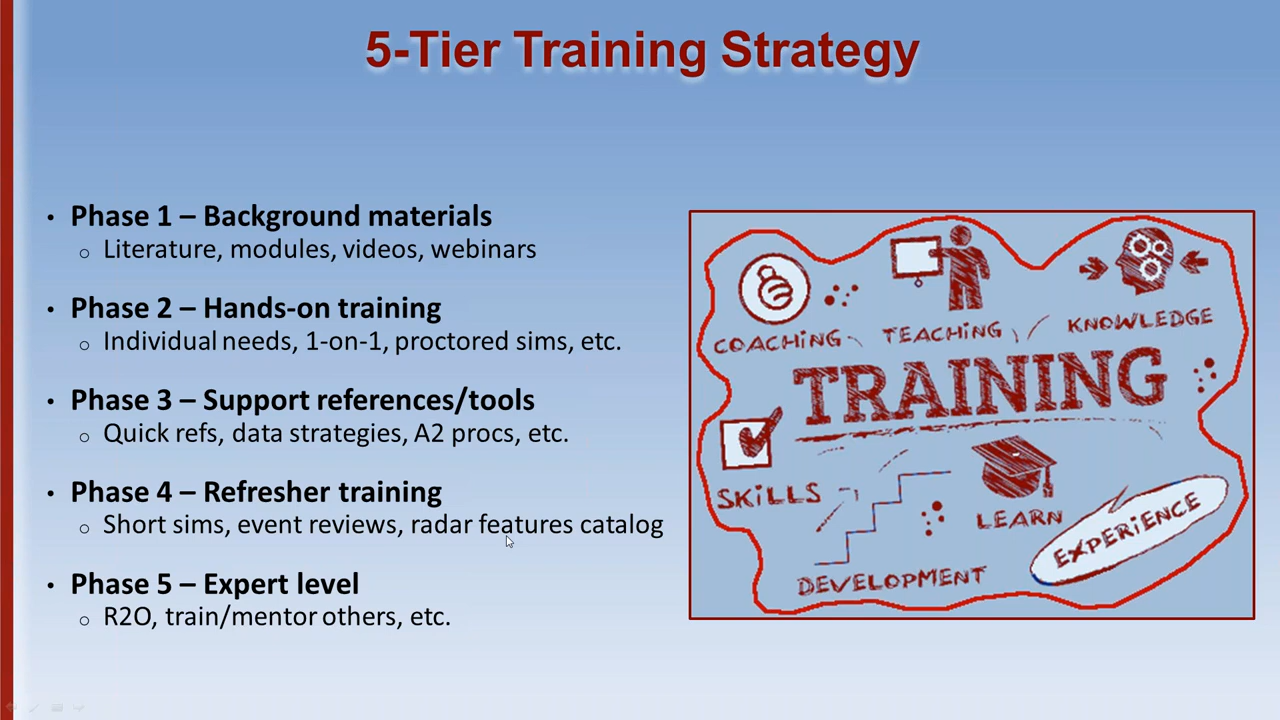 5-Tier Training Strategy
• Phase 1 – Background materials
o Literature, modules, videos, webinars
• Phase 2 – Hands-on training
o Individual needs, 1-on-1, proctored sims, etc.
• Phase 3 – Support references/tools
o Quick refs, data strategies, A2 procs, etc.
• Phase 4 – Refresher training
o Short sims, event reviews, radar features catalog
• Phase 5 – Expert level
o R2O, train/mentor others, etc.
COACHiNG
TEACHiNG
KNOWLEDGE
TRAINING
SKiLLS
LEARN
EXPERiENCE
DEVELOPMENT